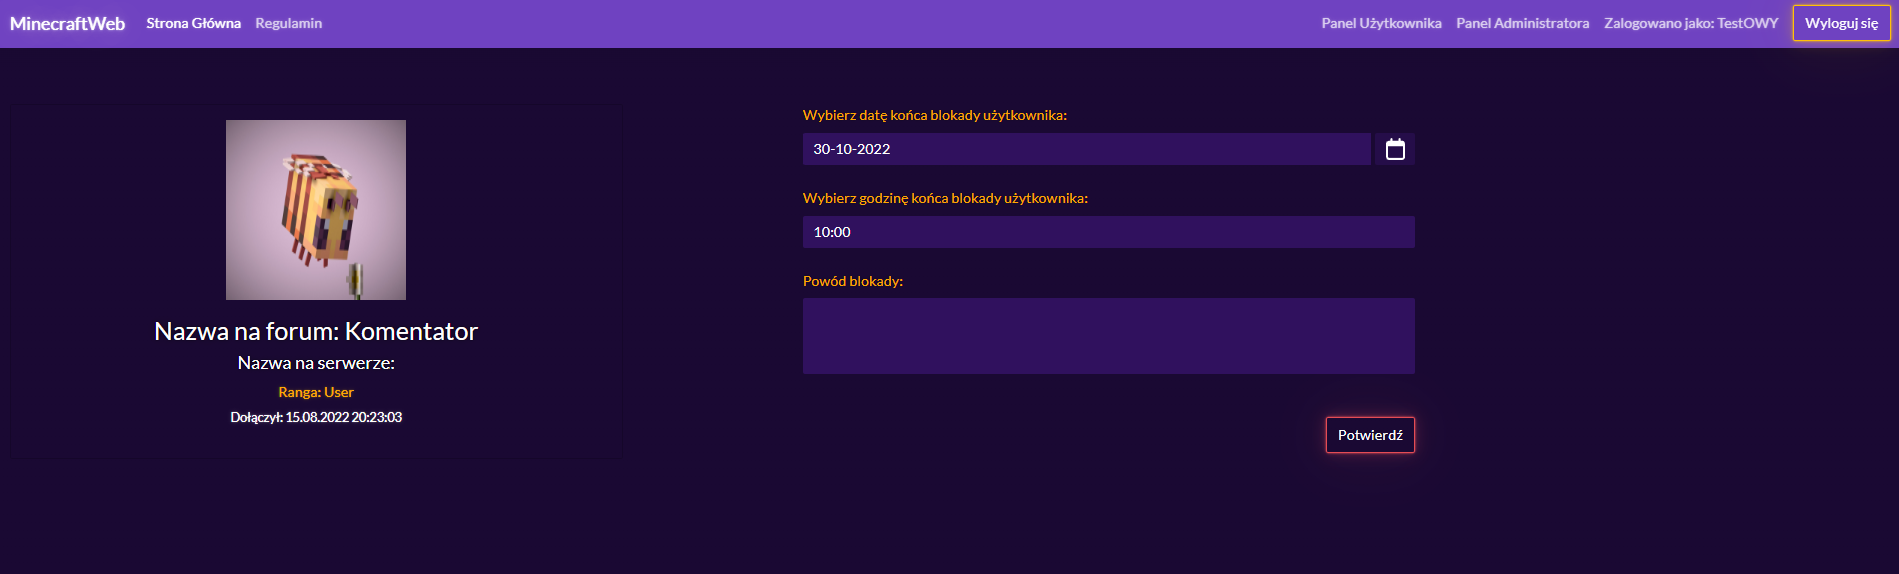 MinecraftWeb Strona Główna Regulamin Panel Użytkownika Panel Administratora Zalogowano jako: TestOWY Wyloguj się
Nazwa na forum: Komentator
Nazwa na serwerze:
Ranga: User
Dołączył: 15.08.2022 20:23:03
Wybierz datę końca blokady użytkownika:
30-10-2022
Wybierz godzinę końca blokady użytkownika:
10:00
Powód blokady:
Potwierdź